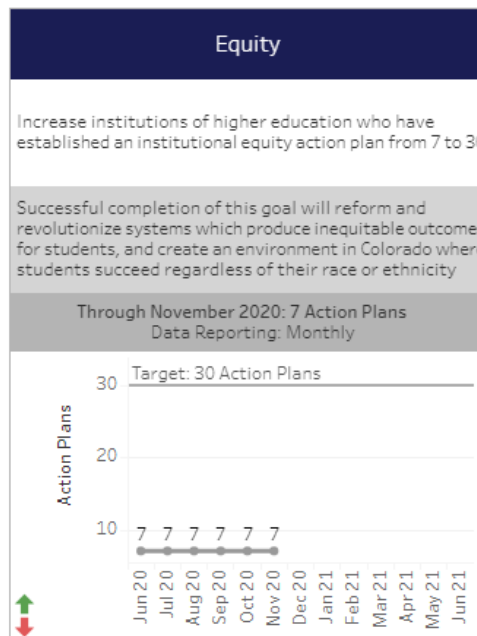 Equity
Increase institutions of higher education who have
established an institutional equity action plan from 7 to 30
Successful completion of this goal will reform and
revolutionize systems which produce inequitable outcome
for students, and create an environment in Colorado wher
students succeed regardless of their race or ethnicity
Through November 2020: 7 Action Plans
Data Reporting: Monthly
Target: 30 Action Plans
30
20
10
Action Plans
7 7 7 7 7 7
Jun 20 Jul 20 Aug 20 Sep 20 Oct 20 Nov 20 Dec 20 Jan 21 Feb 21 Mar 21 Apr 21 May 21 Jun 21